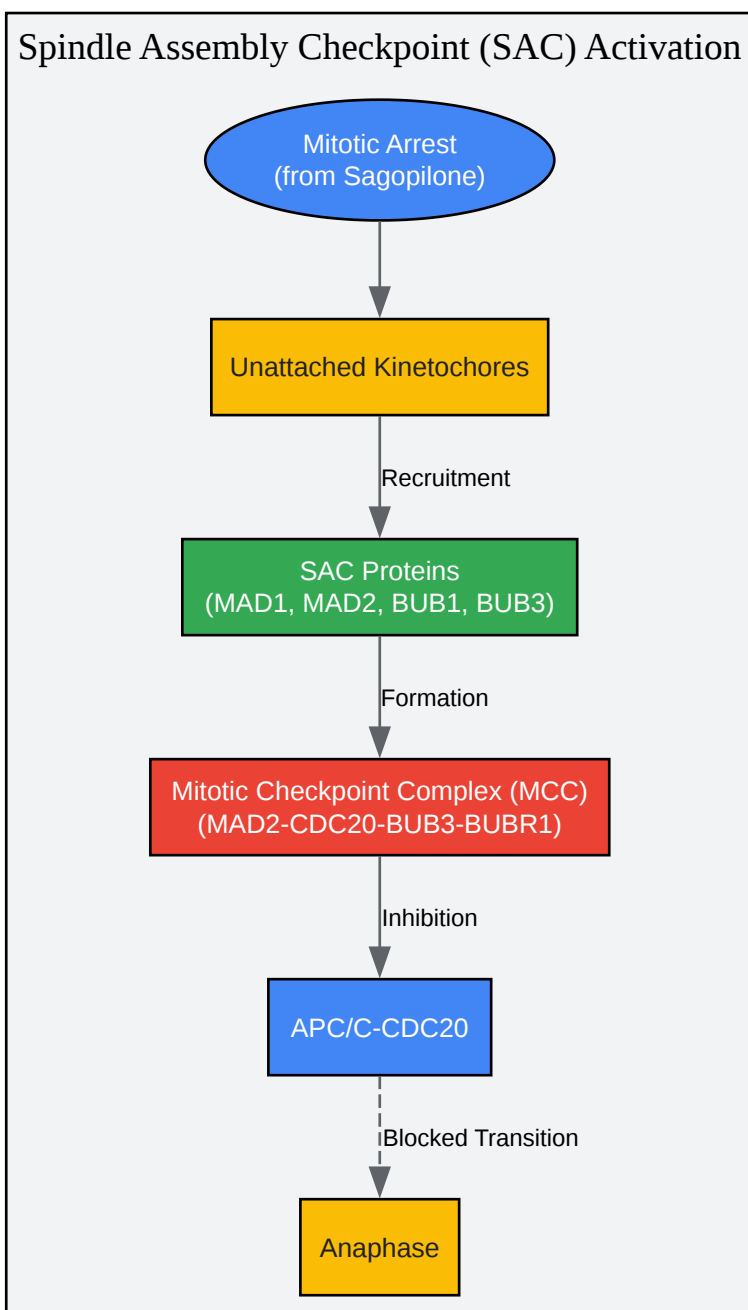 Spindle Assembly Checkpoint (SAC) Activation
Mitotic Arrest
(from Sagopilone)
Unattached Kinetochores
Recruitment
SAC Proteins
(MAD1, MAD2, BUB1, BUB3)
Formation
Mitotic Checkpoint Complex (MCC)
(MAD2-CDC20-BUB3-BUBR1)
Inhibition
APC/C-CDC20
Blocked Transition
Anaphase